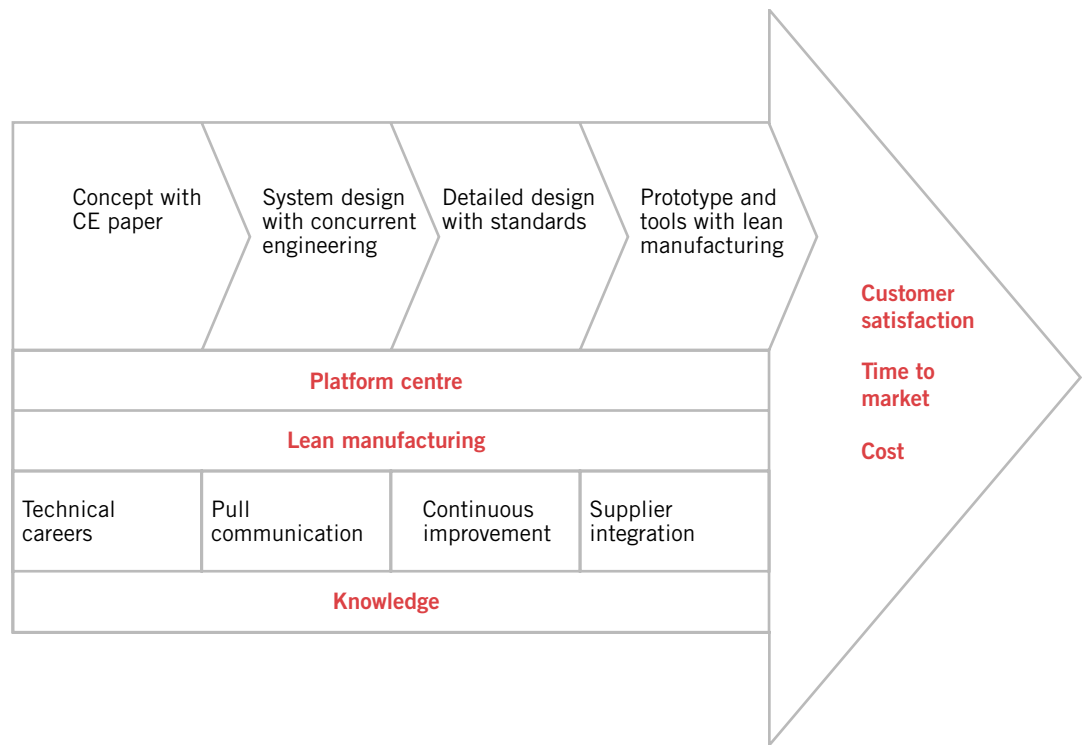 Concept with
CE paper
System design
with concurrent
engineering
Detailed design
with standards
Prototype and
tools with lean
manufacturing
Customer
satisfaction
Time to
market
Cost
Platform centre
Lean manufacturing
Technical
careers
Pull
communication
Continuous
improvement
Supplier
integration
Knowledge